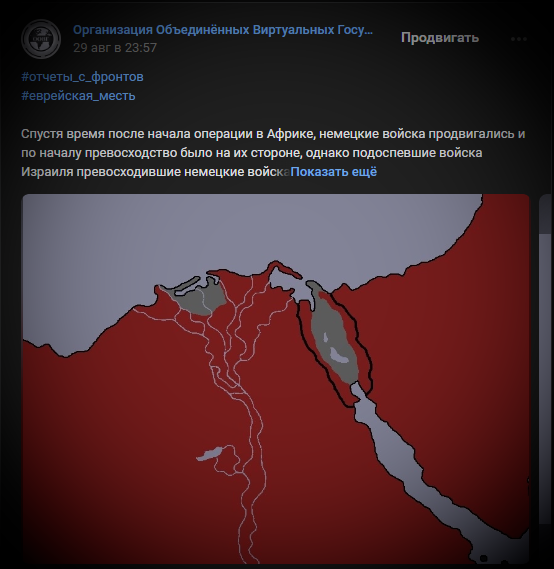 Организация Объединённых Виртуальных Госу...
29 авг в 23:57
Продвигать
#отчеты_с_фронтов
#еврейская_месть
Спустя время после начала операции в Африке, немецкие войска продвигались и
по началу превосходство было на их стороне, однако подоспевшие войска
Израиля превосходившие немецкие войска Показать ещё